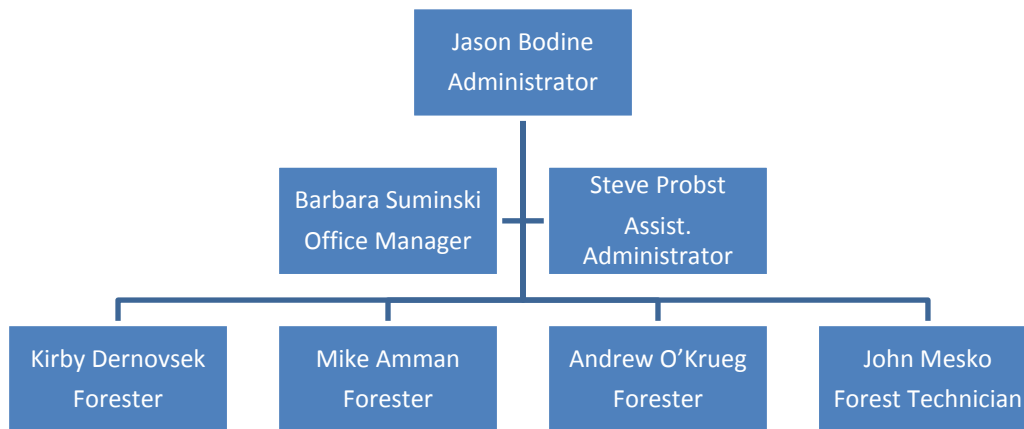 Jason Bodine
Administrator
Barbara Suminski
Office Manager
Steve Probst
Assist.
Administrator
Kirby Dernovsek
Forester
Mike Amman
Forester
Andrew O’Krueg
Forester
John Mesko
Forest Technician